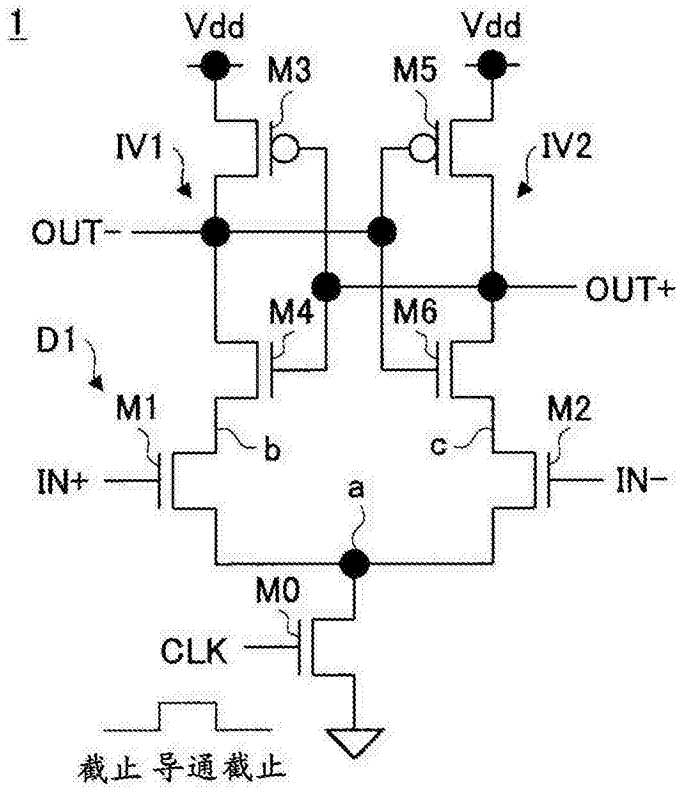 1
Vdd Vdd
M3 M5
IV1 IV2
OUT- OUT+
M4 M6
D1
M1 b c M2
IN+ a IN-
M0
CLK
截止 导通 截止